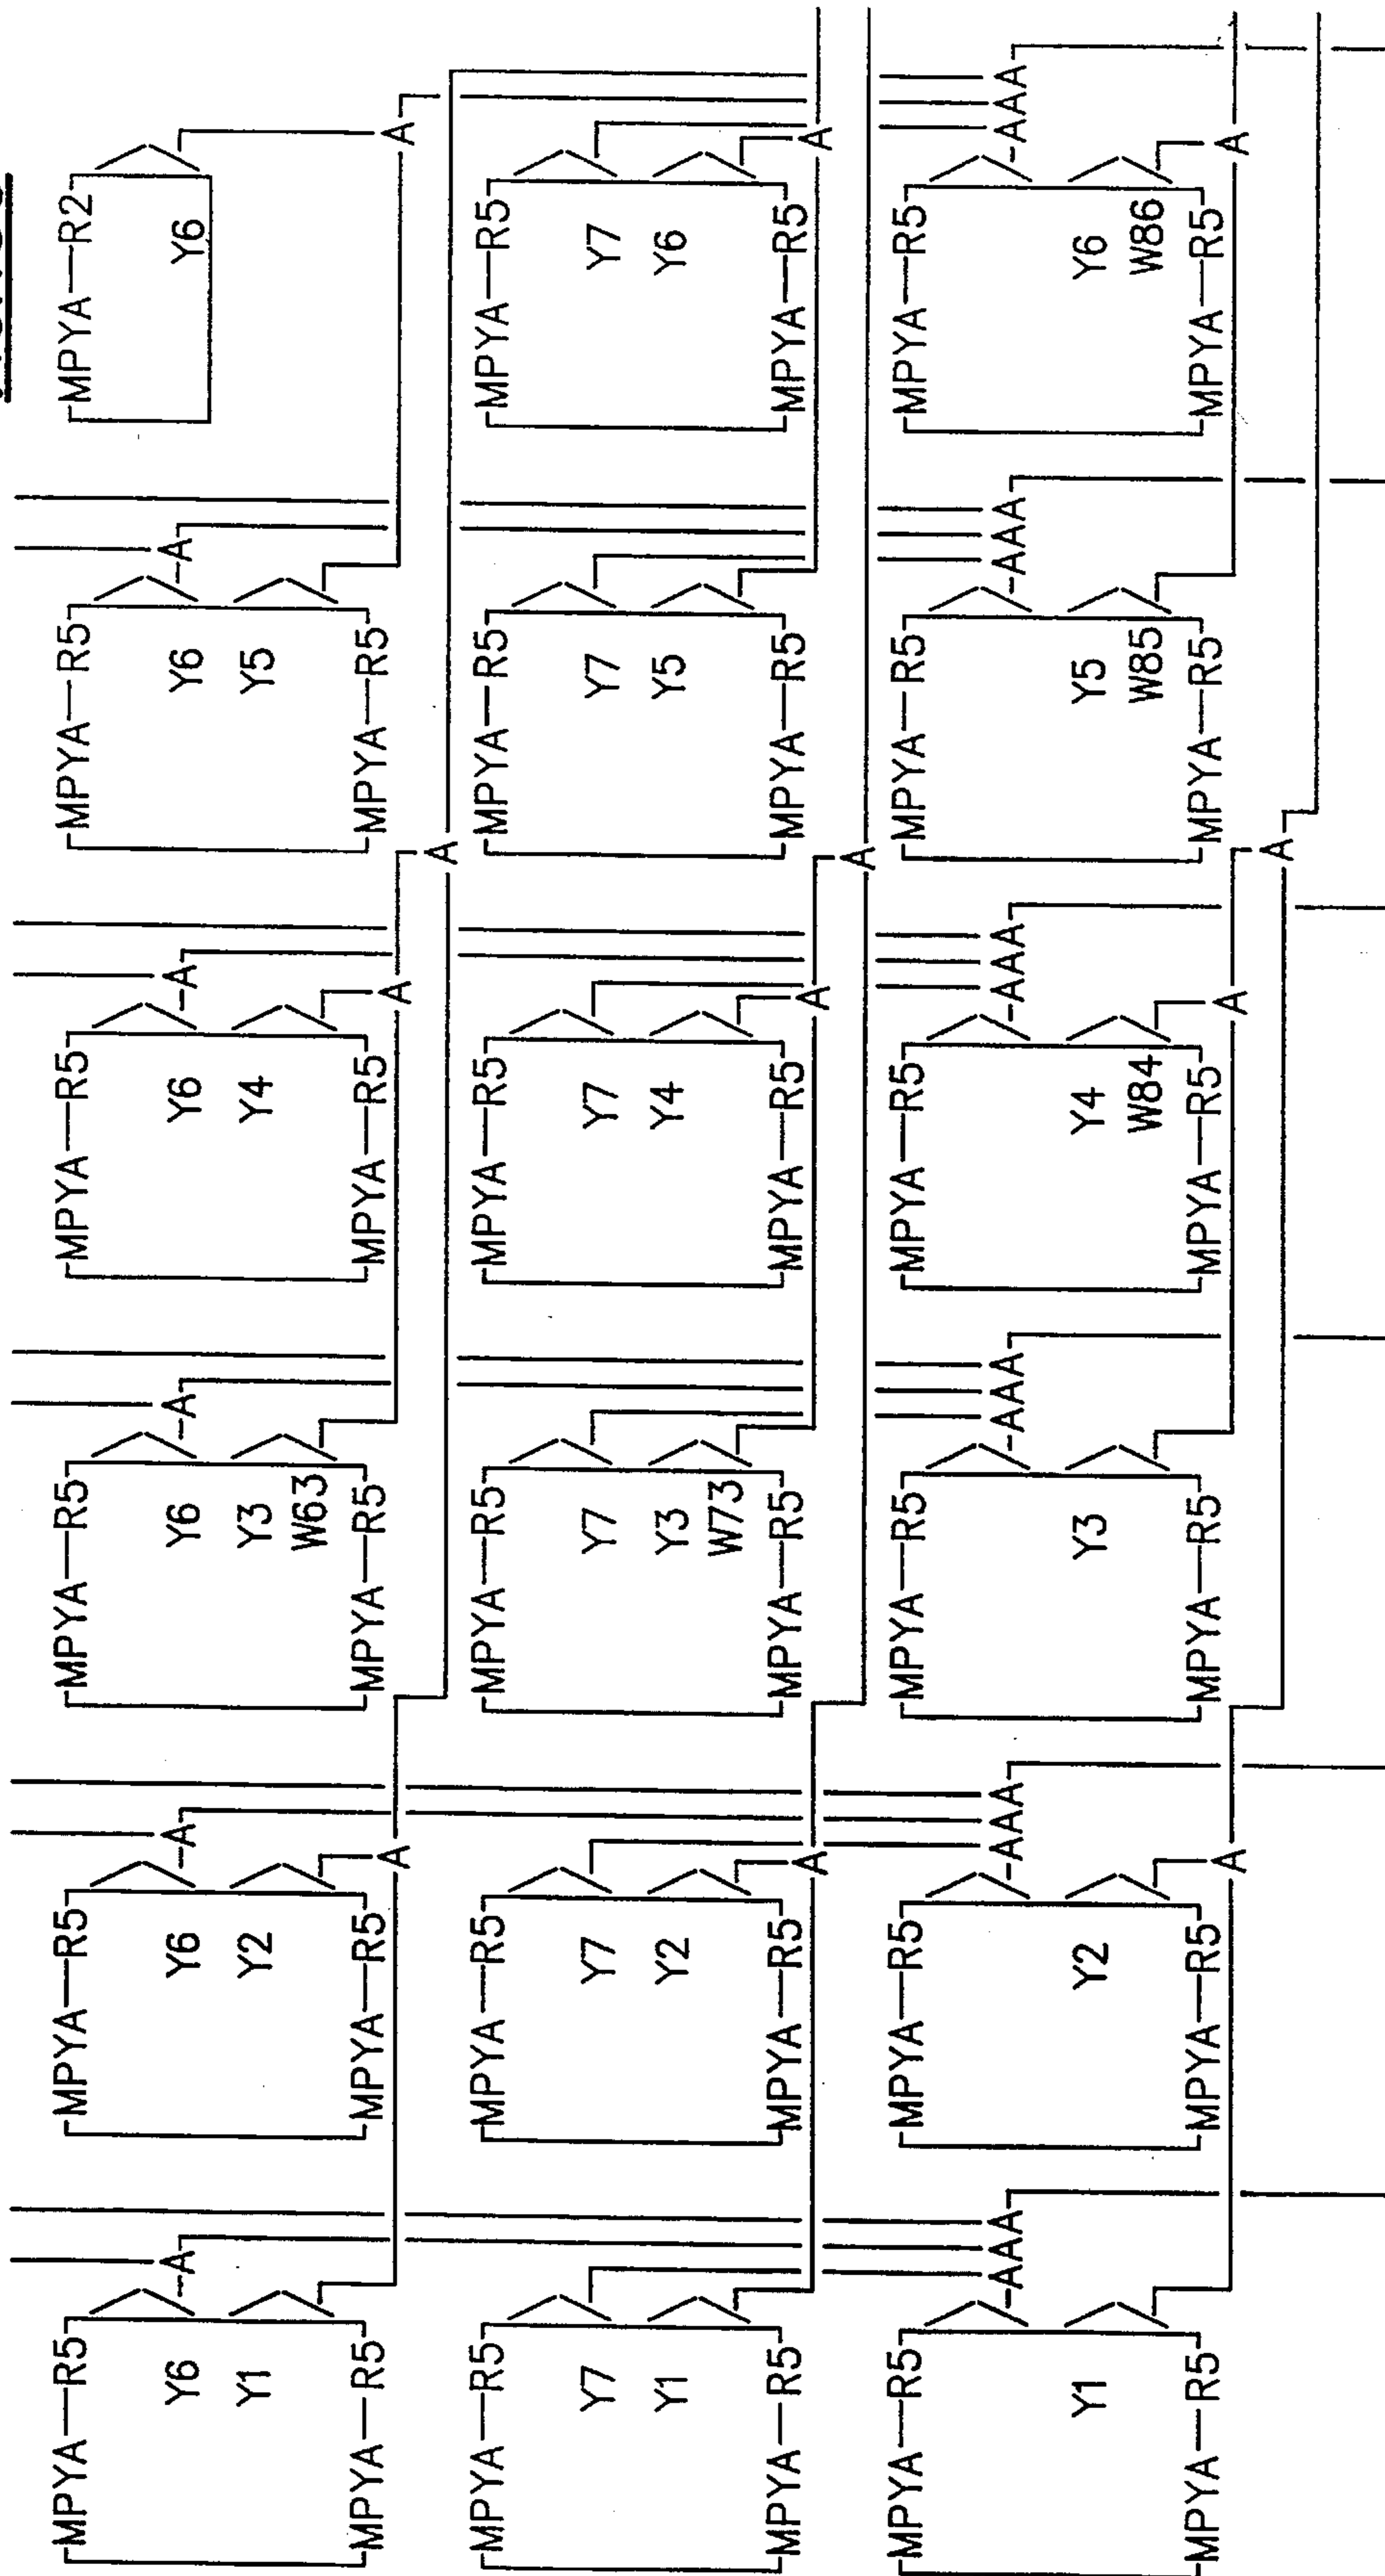 MPYA—R5 MPYA—R5 MPYA—R5 MPYA—R5 MPYA—R5 MPYA—R2
Y6 A Y6 A Y6 A Y6 A Y6 A Y6
Y1 Y2 Y3 Y4 Y5
W63
MPYA—R5 MPYA—R5 MPYA—R5 MPYA—R5 MPYA—R5
A A A
A
MPYA—R5 MPYA—R5 MPYA—R5 MPYA—R5 MPYA—R5 MPYA—R5
Y7 Y7 Y7 Y7 Y7 Y7
Y1 Y2 Y3 Y4 Y5 Y6
W73
MPYA—R5 MPYA—R5 MPYA—R5 MPYA—R5 MPYA—R5 MPYA—R5
A A A
A
MPYA—R5 MPYA—R5 MPYA—R5 MPYA—R5 MPYA—R5 MPYA—R5
AAA AAA AAA AAA AAA AAA
Y1 Y2 Y3 Y4 Y5 Y6
W84 W85 W86
MPYA—R5 MPYA—R5 MPYA—R5 MPYA—R5 MPYA—R5 MPYA—R5
A A A
A